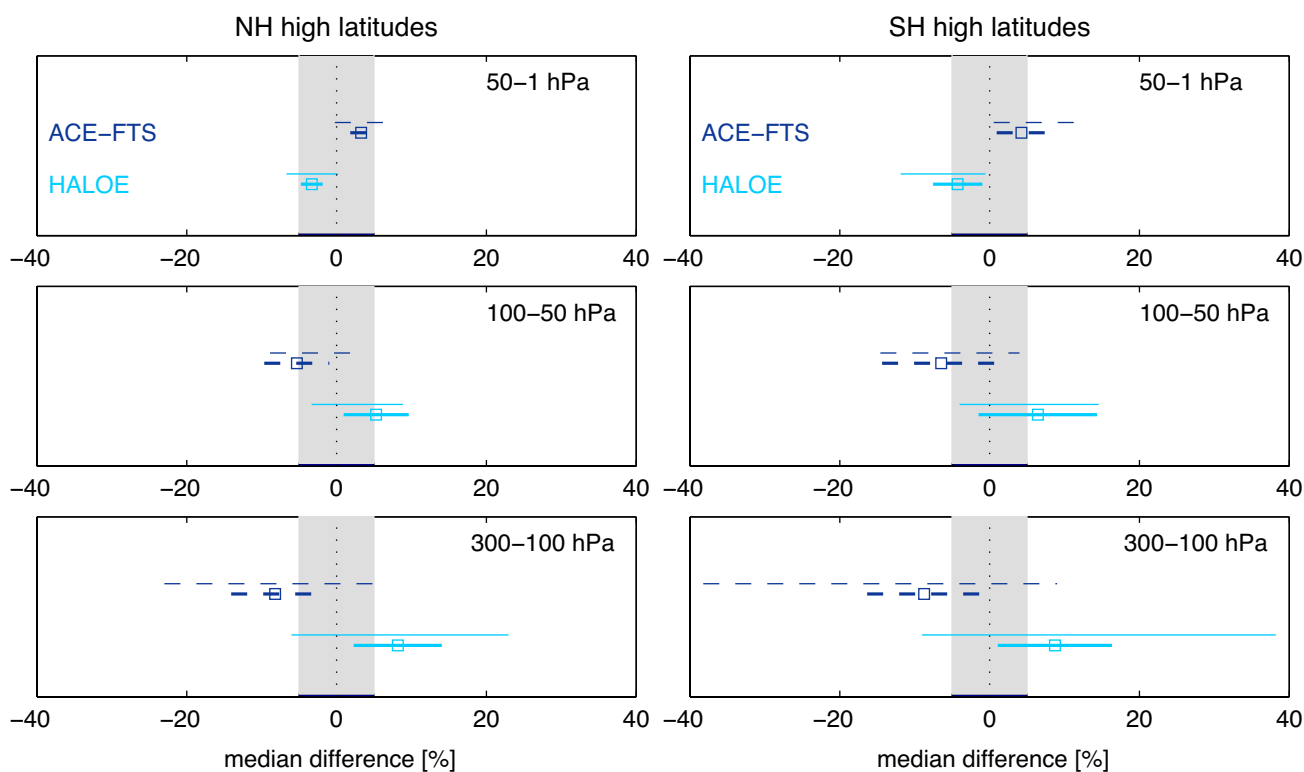 NH high latitudes
50−1 hPa
ACE−FTS
HALOE
−40 −20 0 20 40
100−50 hPa
−40 −20 0 20 40
300−100 hPa
−40 −20 0 20 40
median difference [%]
SH high latitudes
50−1 hPa
ACE−FTS
HALOE
−40 −20 0 20 40
100−50 hPa
−40 −20 0 20 40
300−100 hPa
−40 −20 0 20 40
median difference [%]